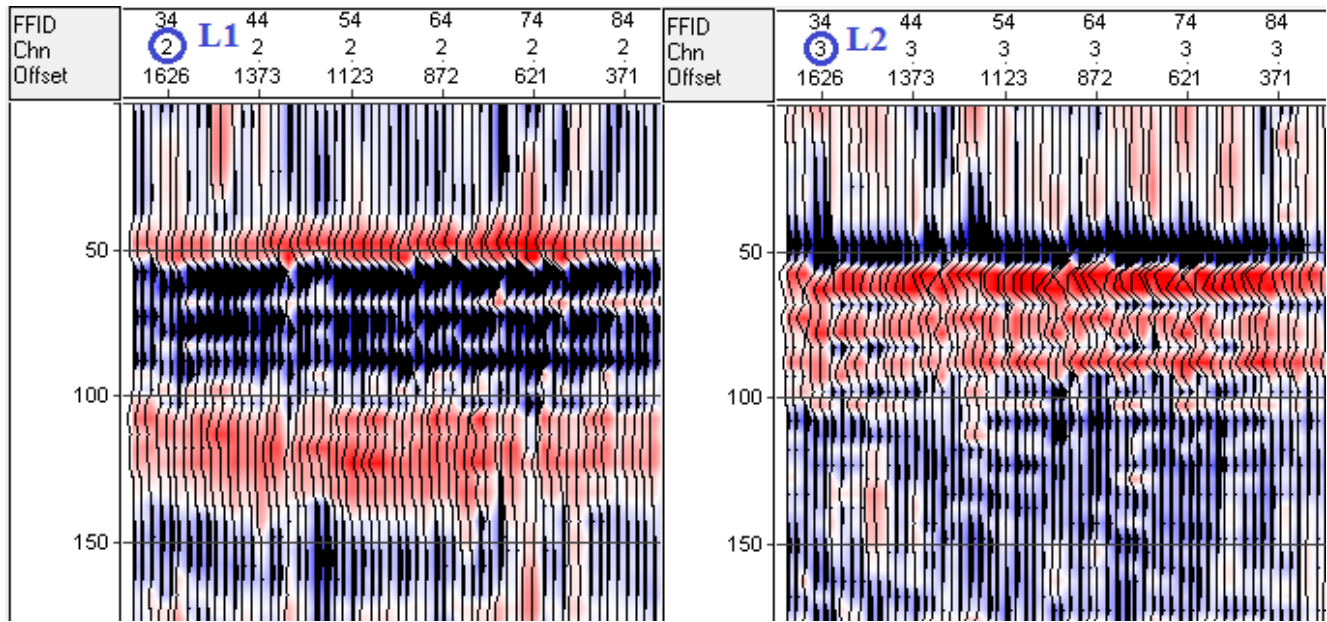 FFID 34 44 54 64 74 84
Chn 2 L1 2 2 2 2 2
Offset 1626 1373 1123 872 621 371
50
100
150
FFID 34 44 54 64 74 84
Chn 3 L2 3 3 3 3 3
Offset 1626 1373 1123 872 621 371
50
100
150